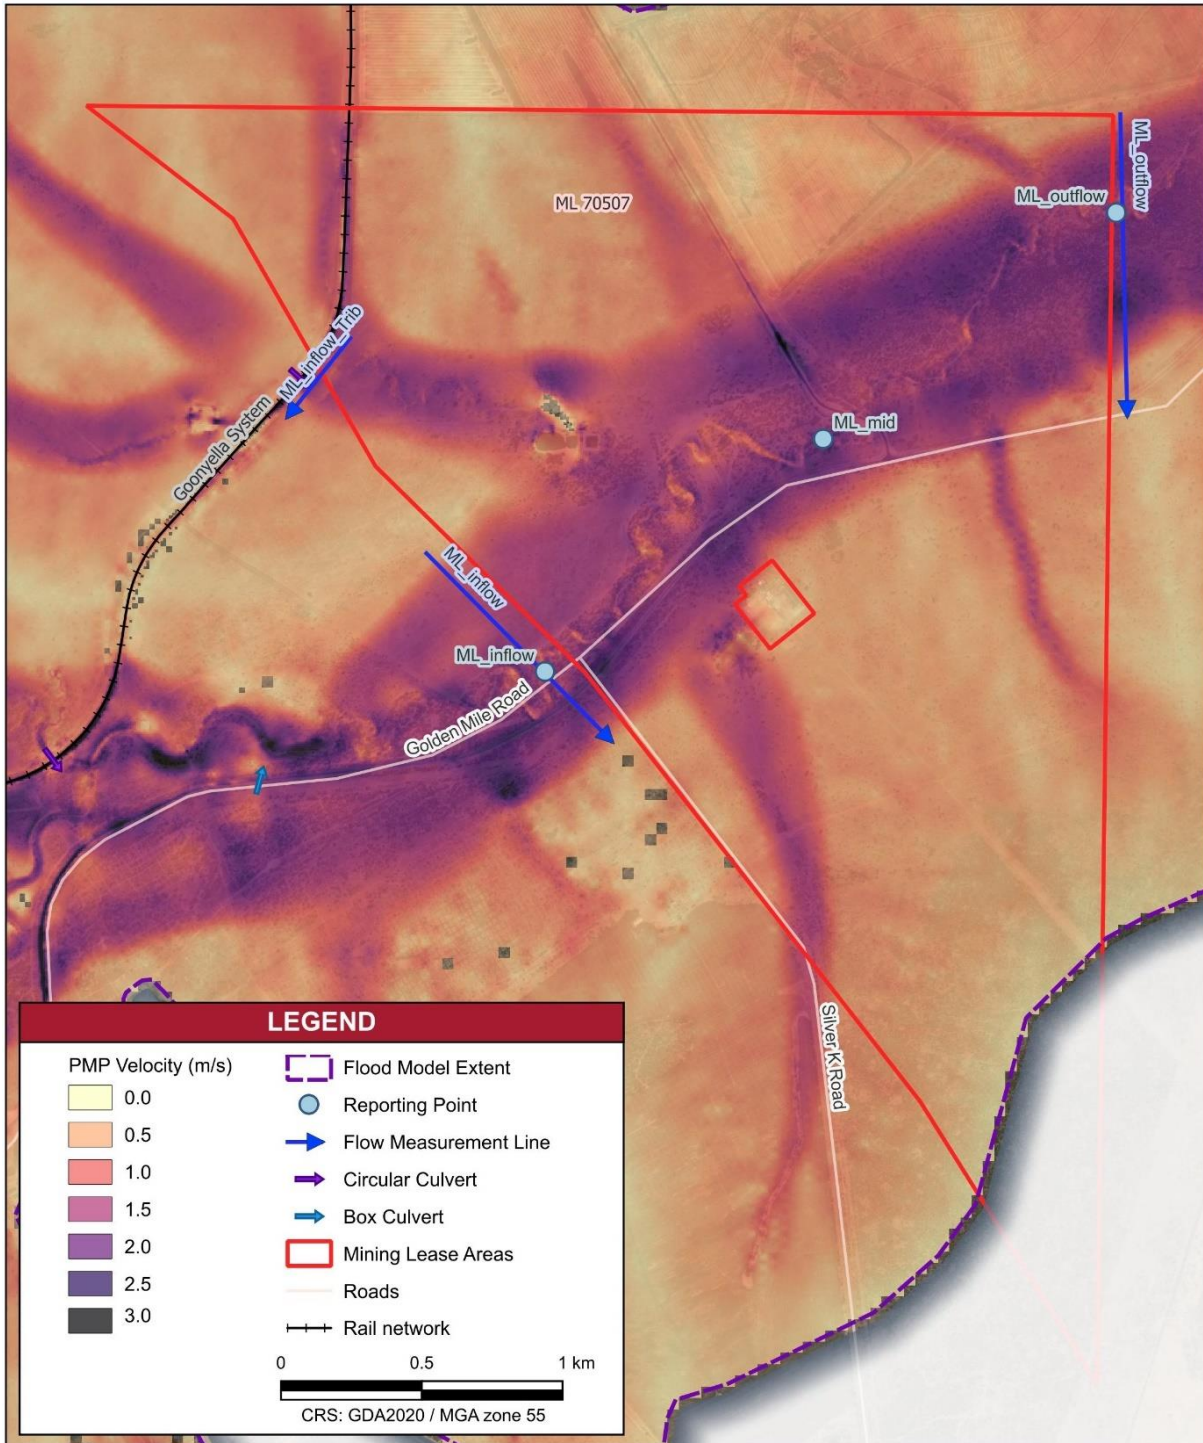 ML_outflow
ML_outflow
ML 70507
ML_inflow_Trib
Goonyella System
ML_mid
ML_inflow
ML_inflow
Golden Mile Road
Silver K Road
LEGEND
PMP Velocity (m/s)
0.0
0.5
1.0
1.5
2.0
2.5
3.0
Flood Model Extent
Reporting Point
Flow Measurement Line
Circular Culvert
Box Culvert
Mining Lease Areas
Roads
Rail network
0 0.5 1 km
CRS: GDA2020 / MGA zone 55